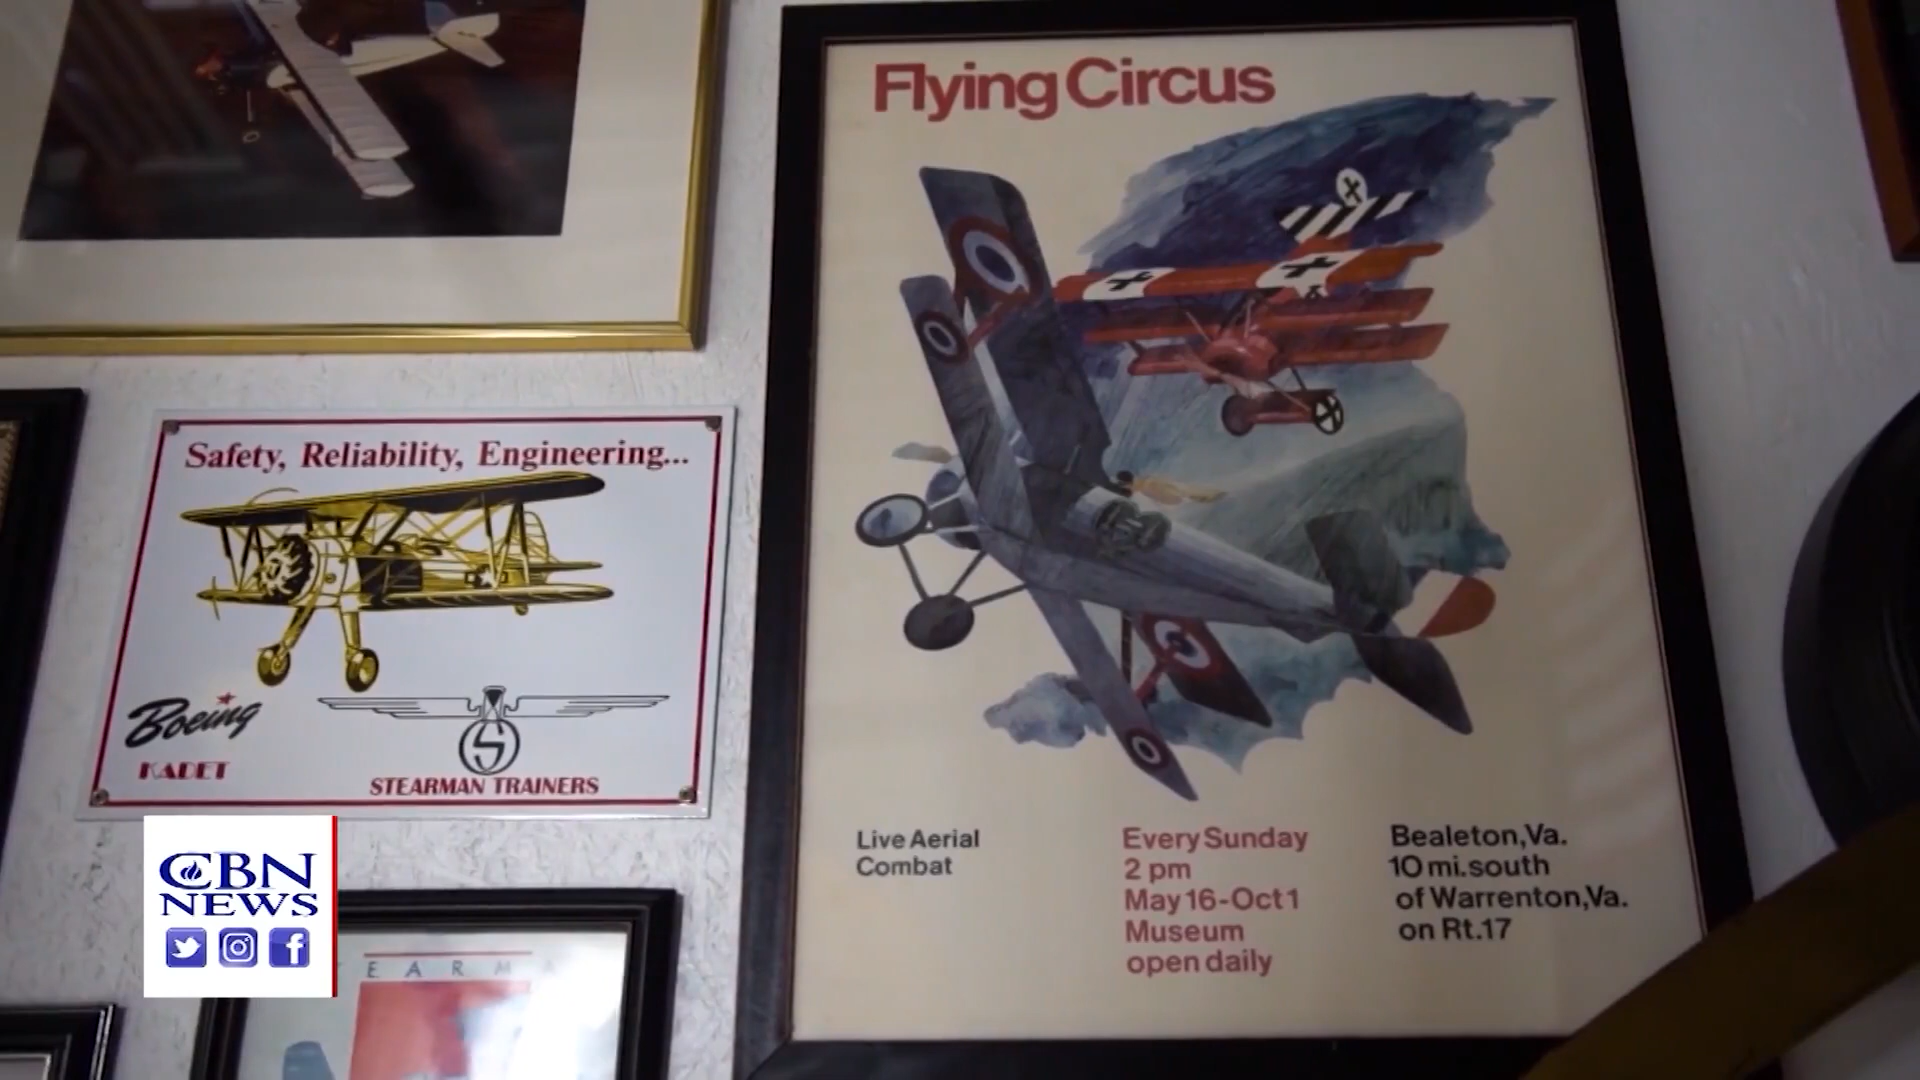 Flying Circus
Safety, Reliability, Engineering...
Boeing
KADET
S
STEARMAN TRAINERS
Live Aerial
Combat
Every Sunday
2 pm
May 16-Oct 1
Museum
open daily
Bealeton, Va.
10 mi. south
of Warrenton, Va.
on Rt. 17
CBN
NEWS
EARMA